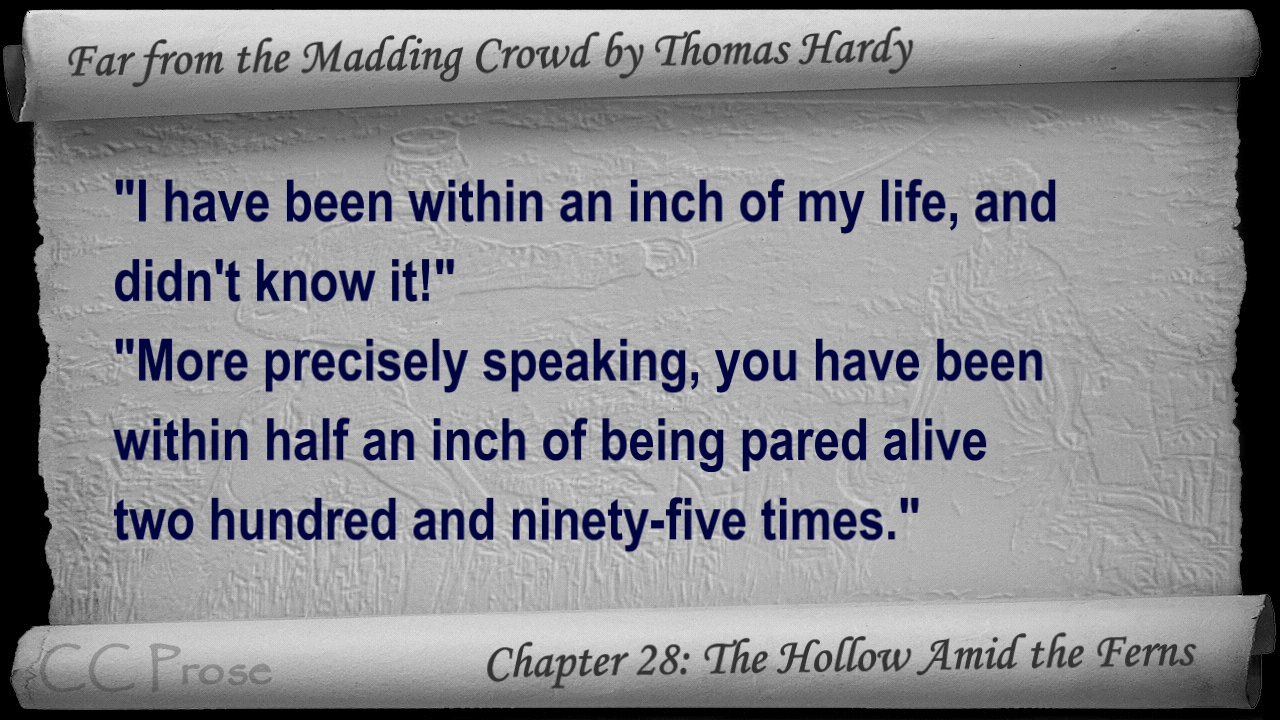 Far from the Madding Crowd by Thomas Hardy
"I have been within an inch of my life, and
didn't know it!"
"More precisely speaking, you have been
within half an inch of being pared alive
two hundred and ninety-five times."
CC Prose
Chapter 28: The Hollow Amid the Ferns